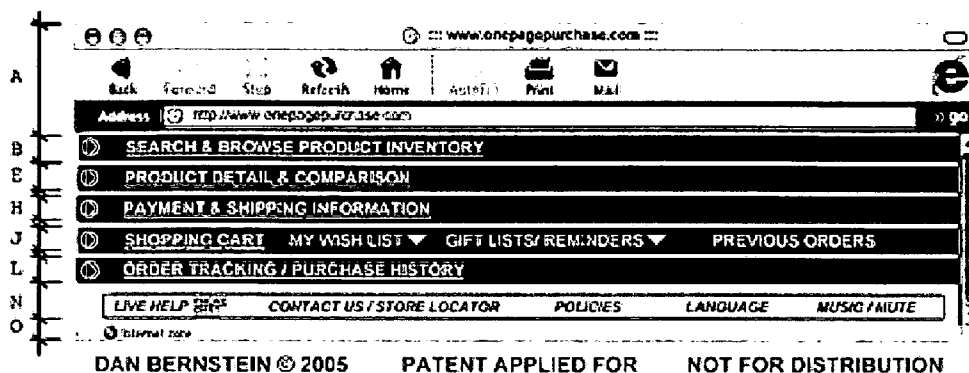 ::: www.onepagepurchase.com :::
A
Back Forward Stop Refresh Home AutoFill Print Mail
Address http://www.onepagepurchase.com » go
B SEARCH & BROWSE PRODUCT INVENTORY
E PRODUCT DETAIL & COMPARISON
H PAYMENT & SHIPPING INFORMATION
J SHOPPING CART MY WISH LIST GIFT LISTS/ REMINDERS PREVIOUS ORDERS
L ORDER TRACKING / PURCHASE HISTORY
N LIVE HELP CONTACT US / STORE LOCATOR POLICIES LANGUAGE MUSIC / MUTE
O Internet zone
DAN BERNSTEIN © 2005 PATENT APPLIED FOR NOT FOR DISTRIBUTION